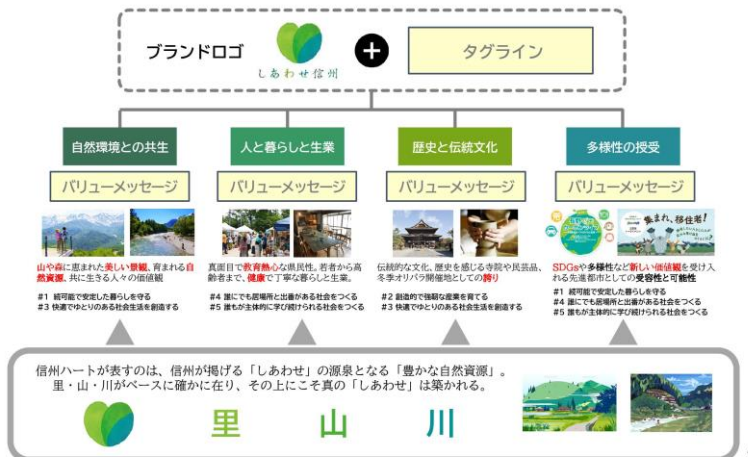 ブランドロゴ
しあわせ信州
+
タグライン
自然環境との共生
人と暮らしと生業
歴史と伝統文化
多様性の授受
バリューメッセージ
バリューメッセージ
バリューメッセージ
バリューメッセージ
集まれ、移住者!
山や森に恵まれた美しい景観、育まれる自
然資源、共に生きる人々の価値観
#1 続可能で安定した暮らしを守る
#3 快適でゆとりのある社会生活を創造する
真面目で教育熱心な県民性。若者から高
齢者まで、健康で丁寧な暮らしと生業。
#4 誰にでも居場所と出番がある社会をつくる
#5 誰もが主体的に学び続けられる社会をつくる
伝統的な文化、歴史を感じる寺院や民芸品、
冬季オリパラ開催地としての誇り
#2 創造的で強靭な産業を育てる
#3 快適でゆとりのある社会生活を創造する
SDGsや多様性など新しい価値観を受け入
れる先進都市としての受容性と可能性
#1 続可能で安定した暮らしを守る
#4 誰にでも居場所と出番がある社会をつくる
#5 誰もが主体的に学び続けられる社会をつくる
信州ハートが表すのは、信州が掲げる「しあわせ」の源泉となる「豊かな自然資源」。
里・山・川がベースに確かに在り、その上にこそ真の「しあわせ」は築かれる。
里 山 川